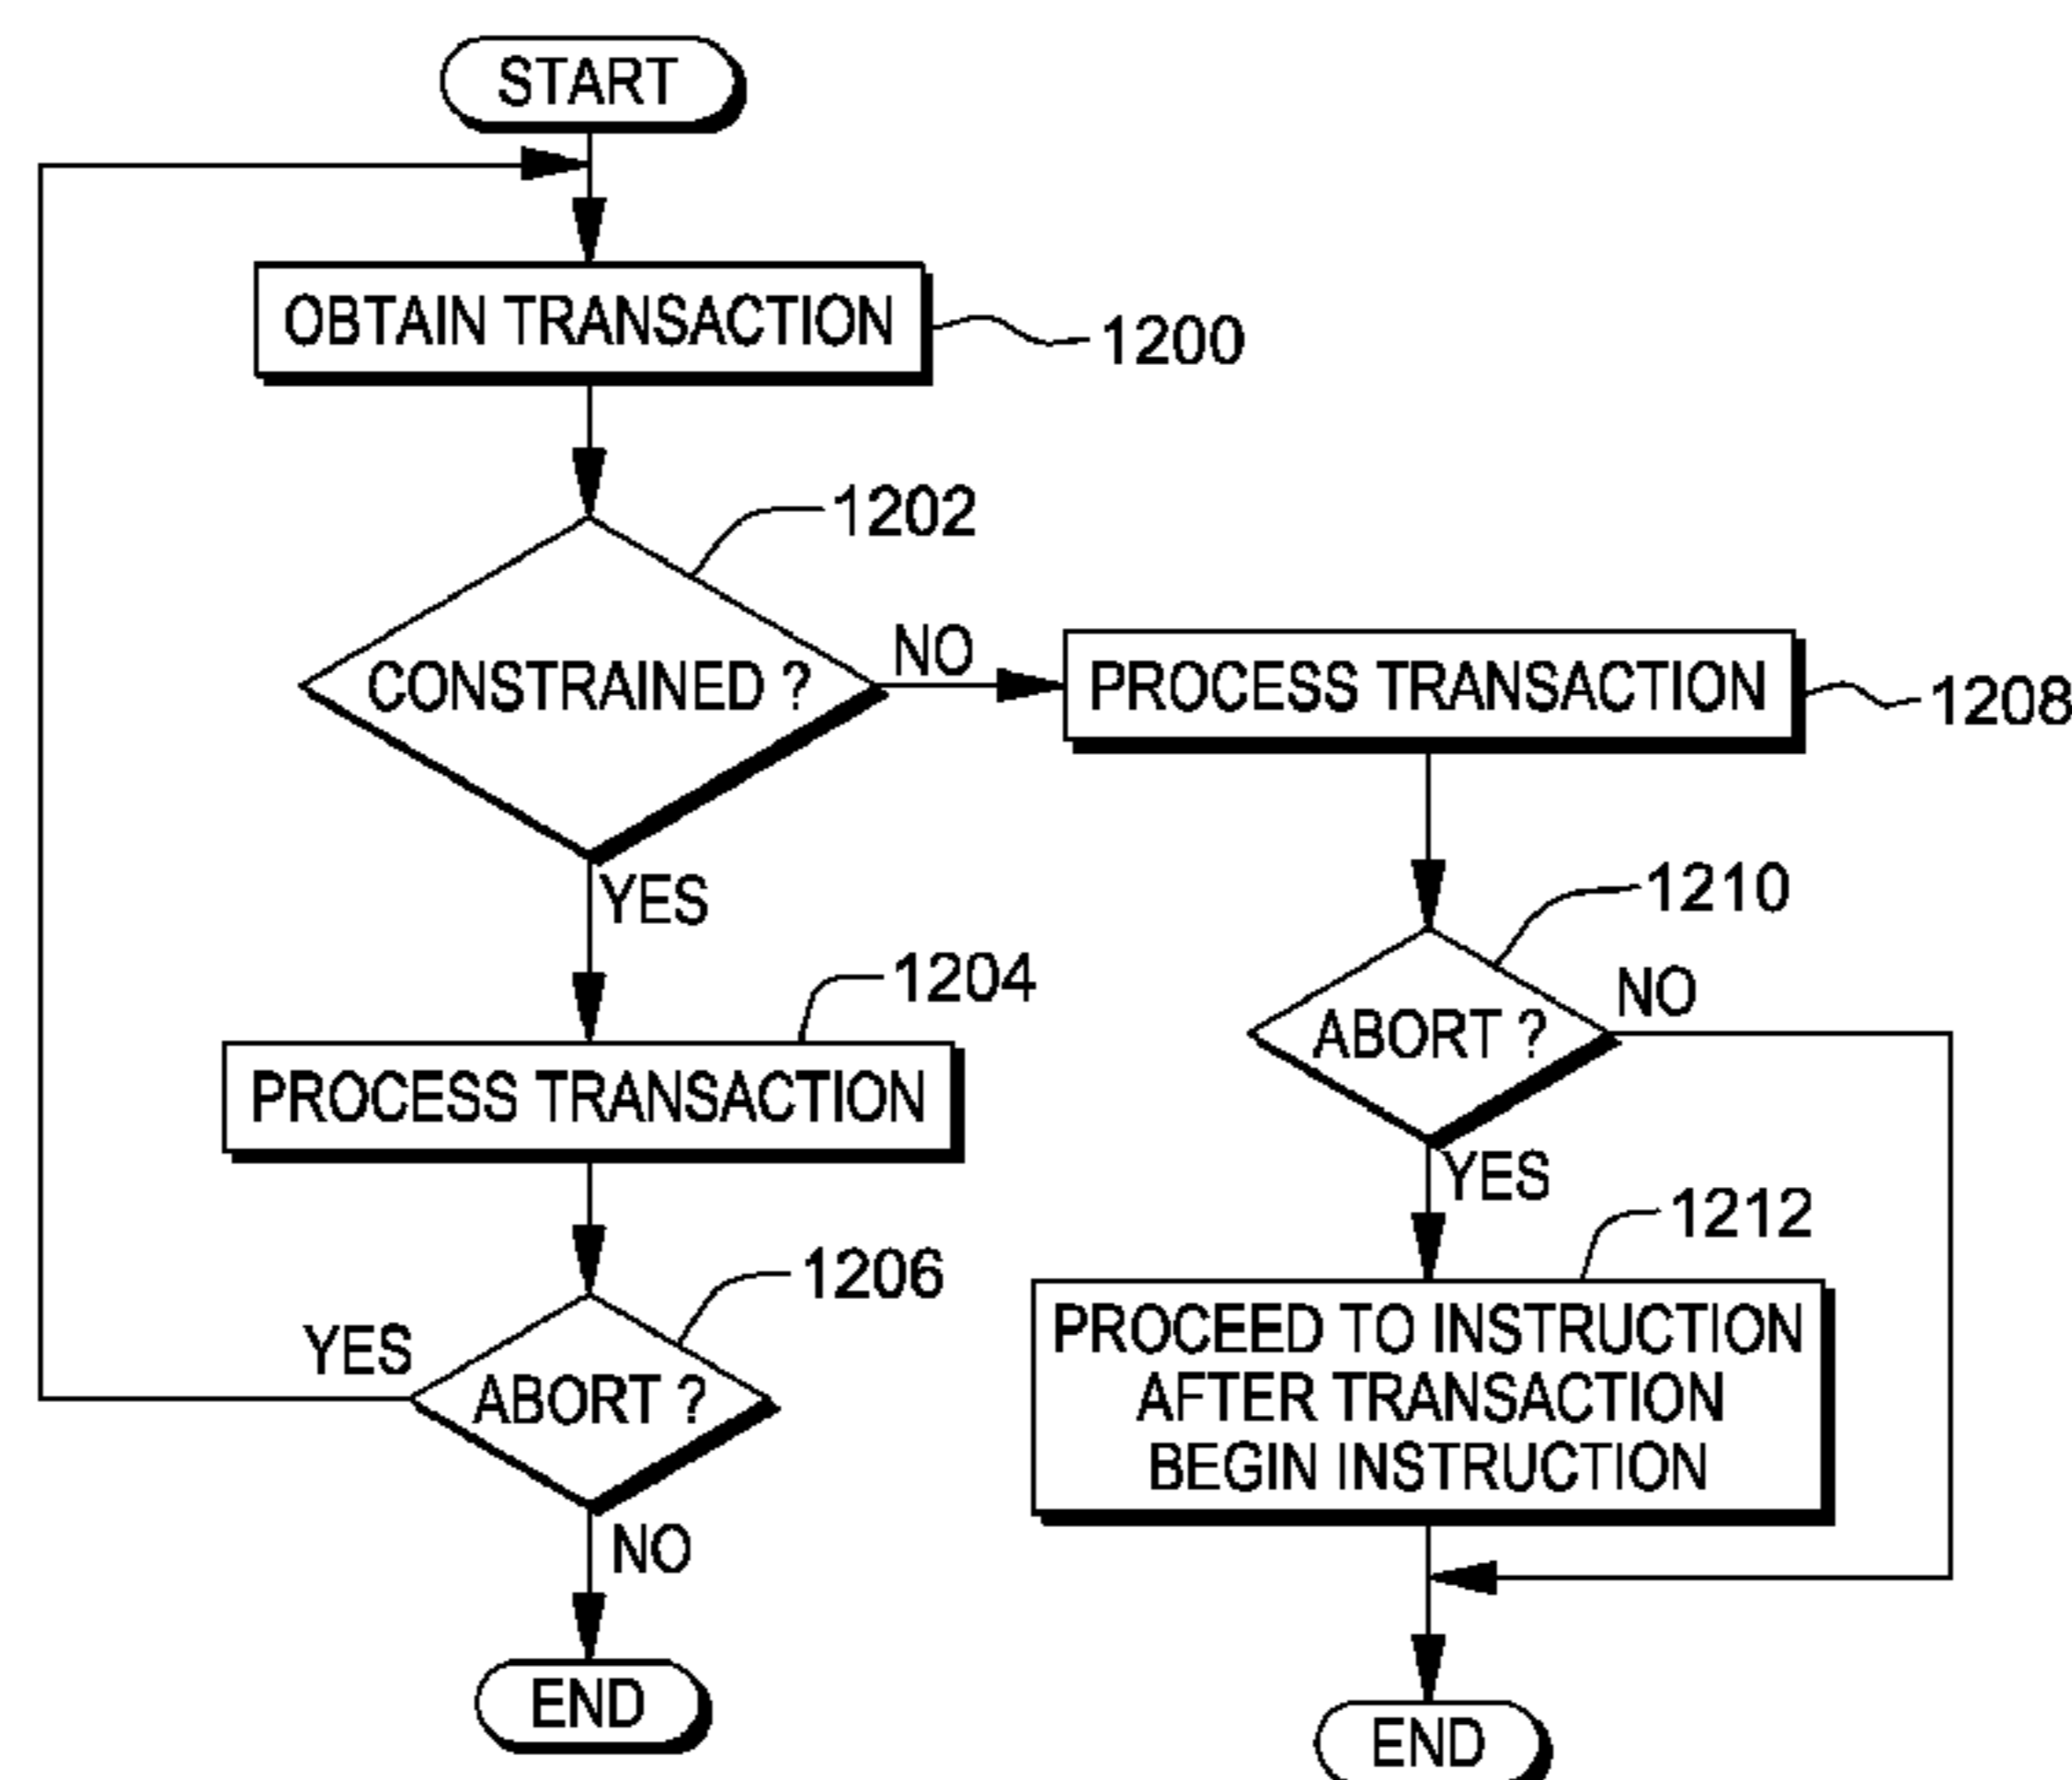 START
OBTAIN TRANSACTION
1200
1202
CONSTRAINED ?
NO
PROCESS TRANSACTION
1208
YES
1204
PROCESS TRANSACTION
1206
YES
ABORT ?
NO
END
1210
ABORT ?
NO
YES
1212
PROCEED TO INSTRUCTION
AFTER TRANSACTION
BEGIN INSTRUCTION
END